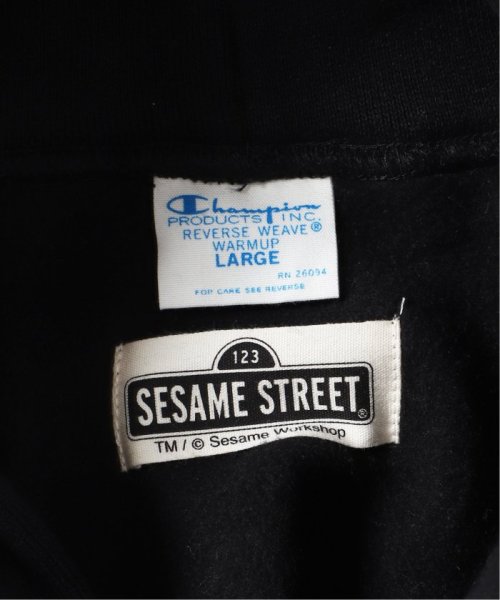 Champion
PRODUCTS INC.
REVERSE WEAVE®
WARMUP
LARGE
RN 26094
FOR CARE SEE REVERSE
123
SESAME STREET®
TM / © Sesame Workshop